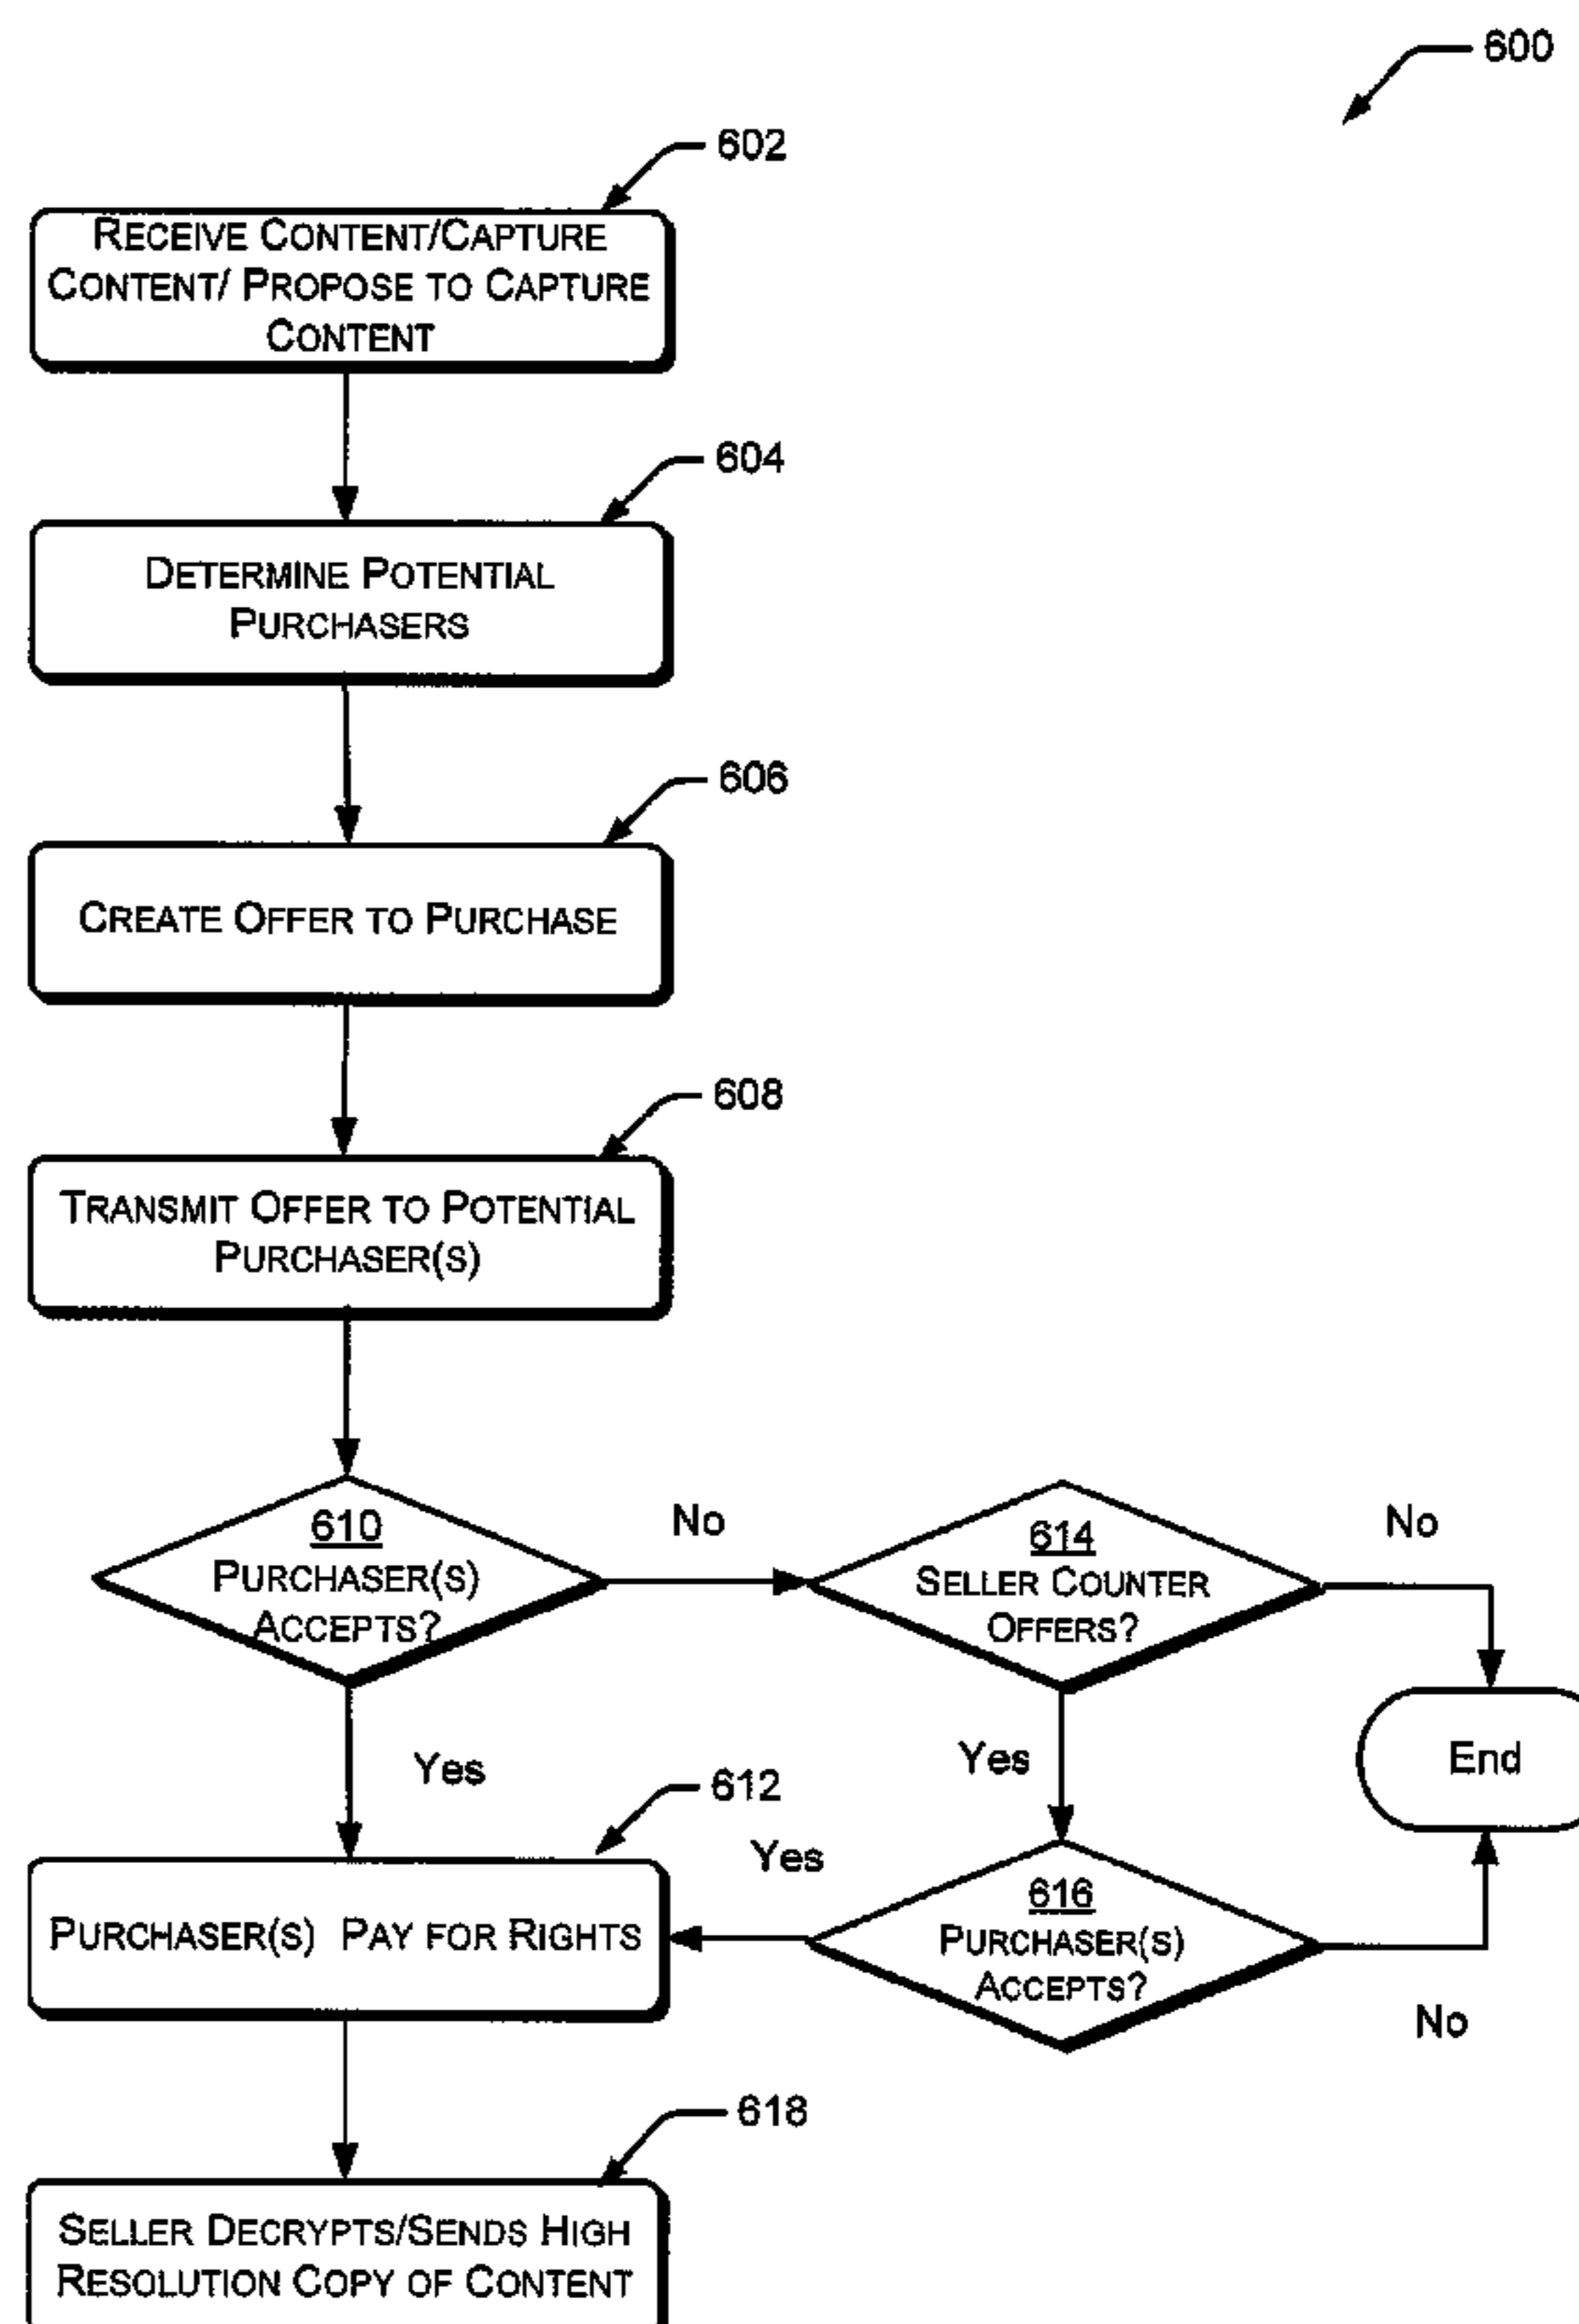 600
602
RECEIVE CONTENT/CAPTURE
CONTENT/ PROPOSE TO CAPTURE
CONTENT
604
DETERMINE POTENTIAL
PURCHASERS
606
CREATE OFFER TO PURCHASE
608
TRANSMIT OFFER TO POTENTIAL
PURCHASER(S)
610
PURCHASER(S)
ACCEPTS?
No
614
SELLER COUNTER
OFFERS?
No
Yes
Yes
End
612
PURCHASER(S) PAY FOR RIGHTS
Yes
616
PURCHASER(S)
ACCEPTS?
No
618
SELLER DECRYPTS/SENDS HIGH
RESOLUTION COPY OF CONTENT